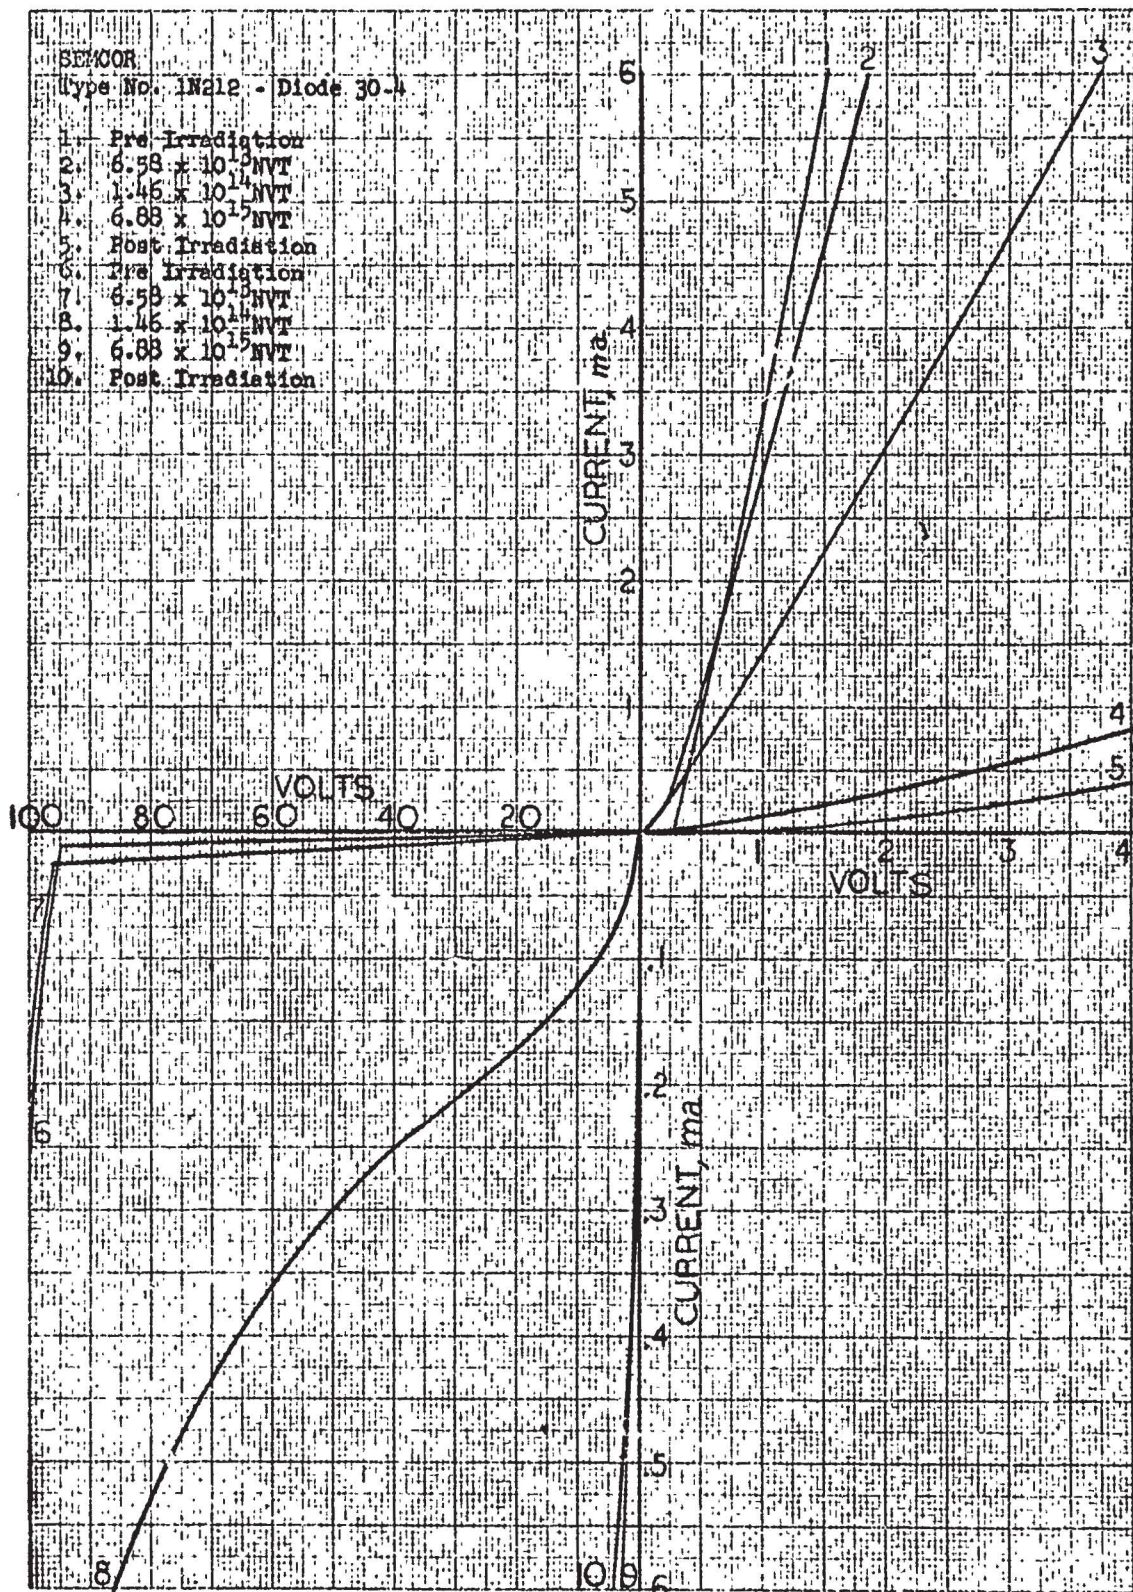 SEMCOR
Type No. 1N212 - Diode 30-4
1. Pre Irradiation
2. 6.58 x 10^13 NVT
3. 1.46 x 10^14 NVT
4. 6.88 x 10^15 NVT
5. Post Irradiation
6. Pre Irradiation
7. 6.58 x 10^13 NVT
8. 1.46 x 10^14 NVT
9. 6.88 x 10^15 NVT
10. Post Irradiation
1 2 3
6
5
4
CURRENT, ma
3
2
1
4
5
VOLTS
100 80 60 40 20
1 2 3 4
VOLTS
7
.1
.2
6
CURRENT, ma
.3
.4
.5
8 10 9 .6